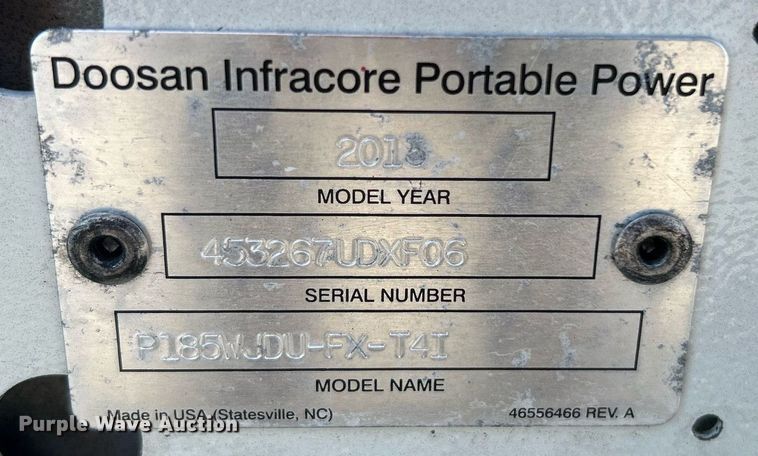 Doosan Infracore Portable Power
2013
MODEL YEAR
453267UDXF06
SERIAL NUMBER
P185WJDU-FX-T4I
MODEL NAME
Made in USA (Statesville, NC) 46556466 REV. A
Purple Wave Auction